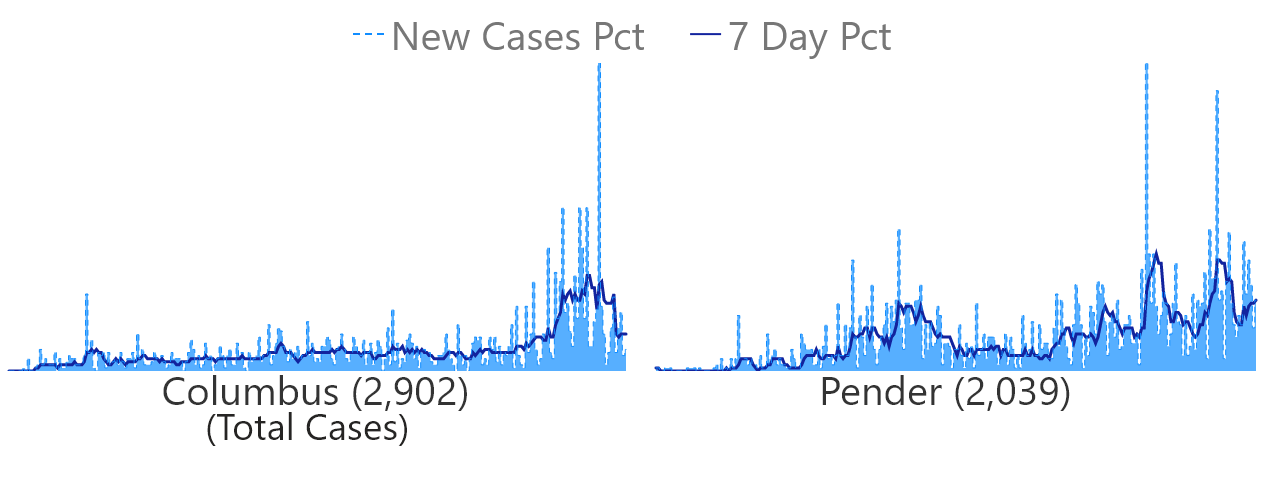 New Cases Pct 7 Day Pct
Columbus (2,902)
(Total Cases)
Pender (2,039)